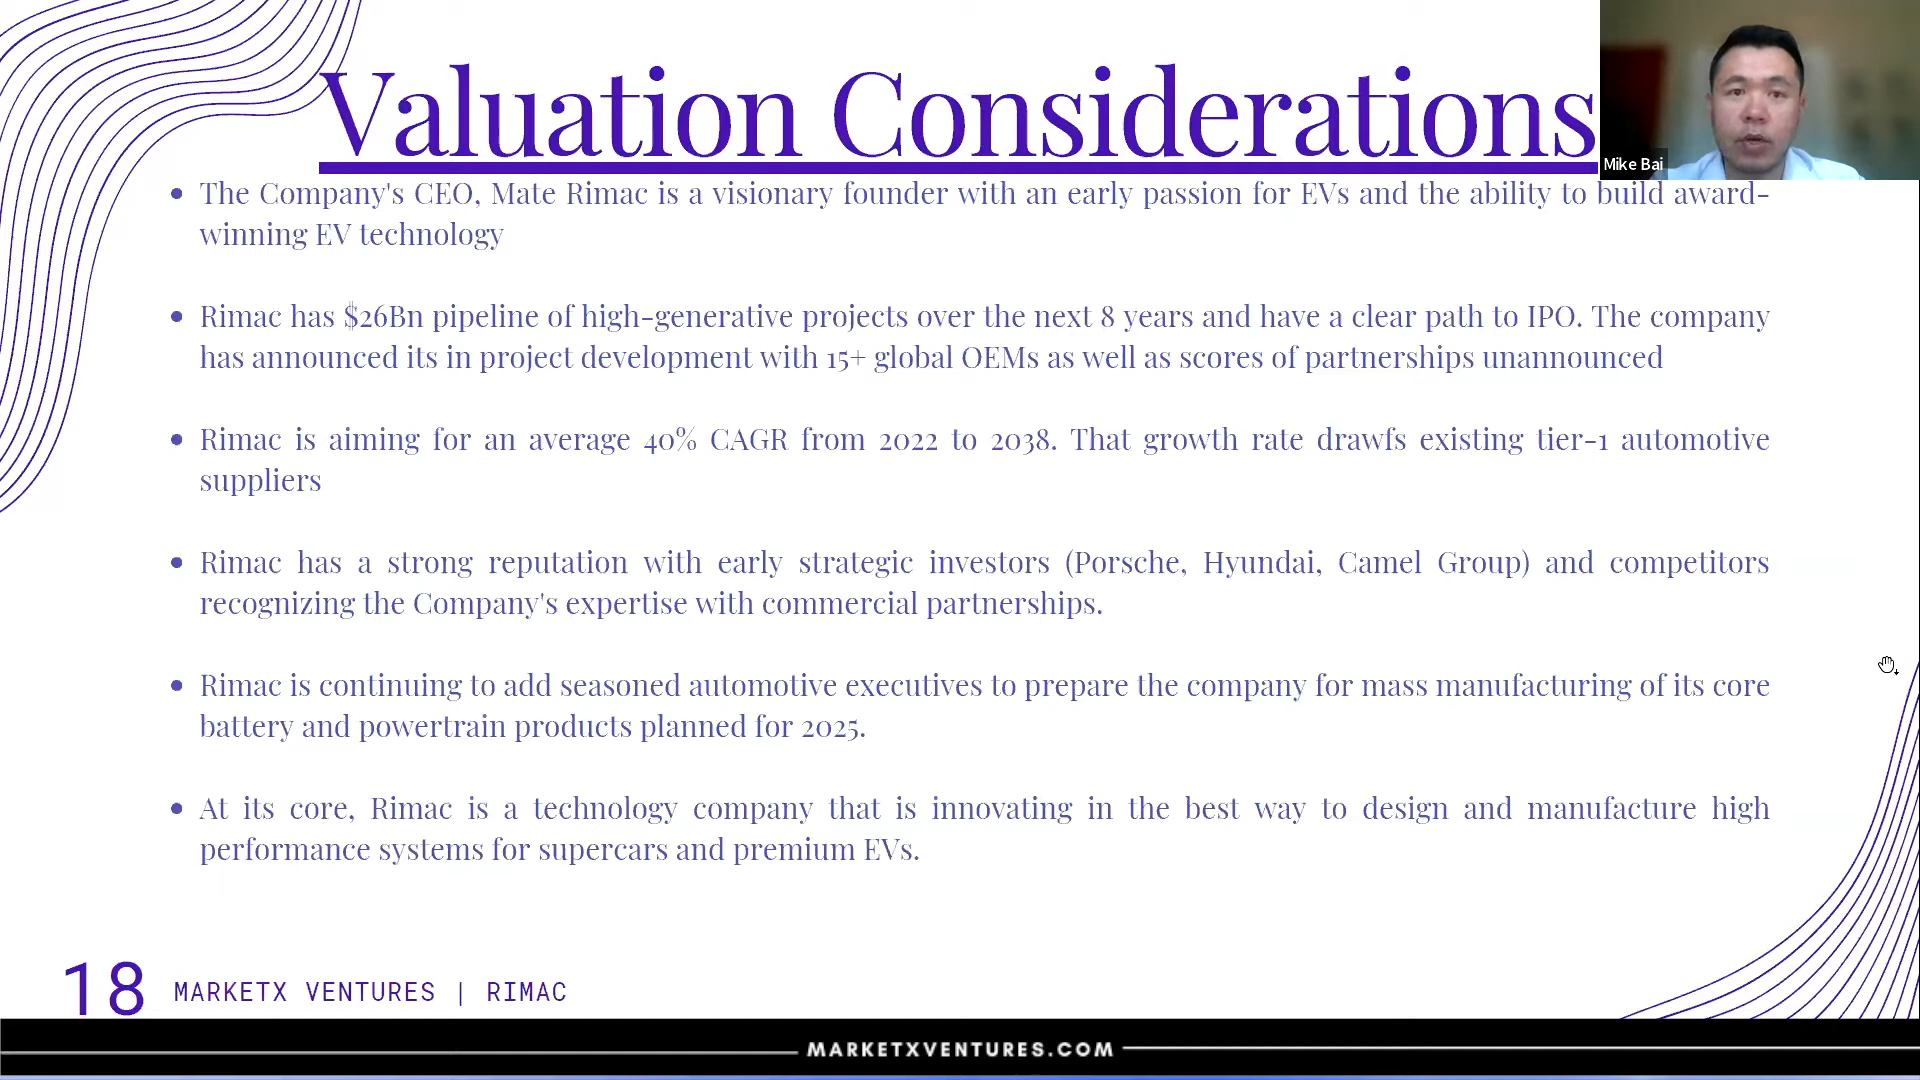 Valuation Considerations
Mike Bai
The Company's CEO, Mate Rimac is a visionary founder with an early passion for EVs and the ability to build award-
winning EV technology
Rimac has $26Bn pipeline of high-generative projects over the next 8 years and have a clear path to IPO. The company
has announced its in project development with 15+ global OEMs as well as scores of partnerships unannounced
Rimac is aiming for an average 40% CAGR from 2022 to 2038. That growth rate drawfs existing tier-1 automotive
suppliers
Rimac has a strong reputation with early strategic investors (Porsche, Hyundai, Camel Group) and competitors
recognizing the Company's expertise with commercial partnerships.
Rimac is continuing to add seasoned automotive executives to prepare the company for mass manufacturing of its core
battery and powertrain products planned for 2025.
At its core, Rimac is a technology company that is innovating in the best way to design and manufacture high
performance systems for supercars and premium EVs.
18 MARKETX VENTURES | RIMAC
MARKETXVENTURES.COM